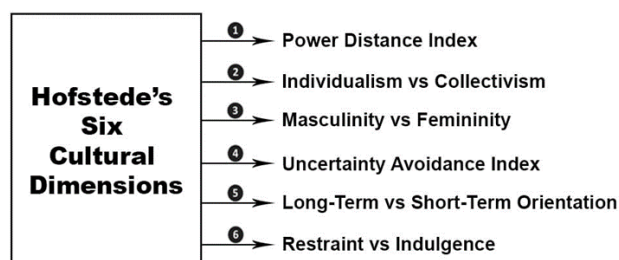 Hofstede's
Six
Cultural
Dimensions
1 Power Distance Index
2 Individualism vs Collectivism
3 Masculinity vs Femininity
4 Uncertainty Avoidance Index
5 Long-Term vs Short-Term Orientation
6 Restraint vs Indulgence